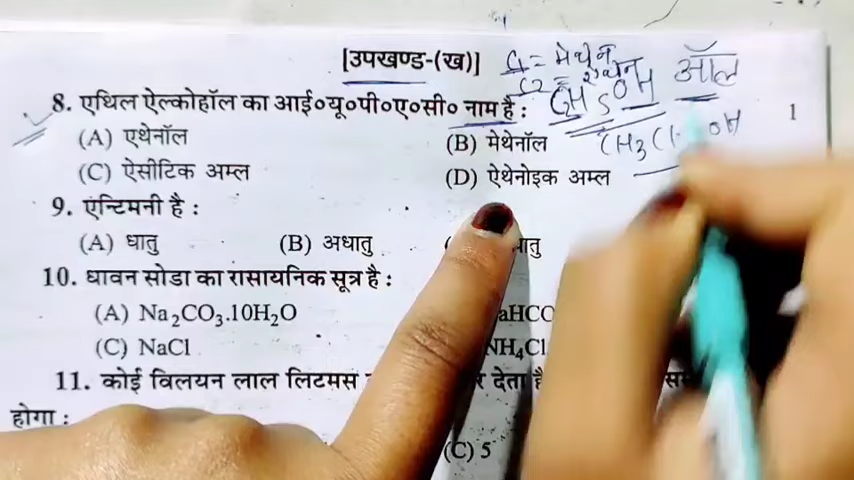 [उपखण्ड-(ख)]
C1 = मेथेन
C2 = एथेन
C2H5OH ऑल
8. एथिल ऐल्कोहॉल का आई०यू०पी०ए०सी० नाम है : 1
(A) एथेनॉल (B) मेथेनॉल
(C) ऐसीटिक अम्ल (D) ऐथेनोइक अम्ल
9. एन्टिमनी है :
(A) धातु (B) अधातु
10. धावन सोडा का रासायनिक सूत्र है :
(A) Na₂CO₃.10H₂O
(C) NaCl NH₄Cl
11. कोई विलयन लाल लिटमस देता है
होगा :
(C) 5